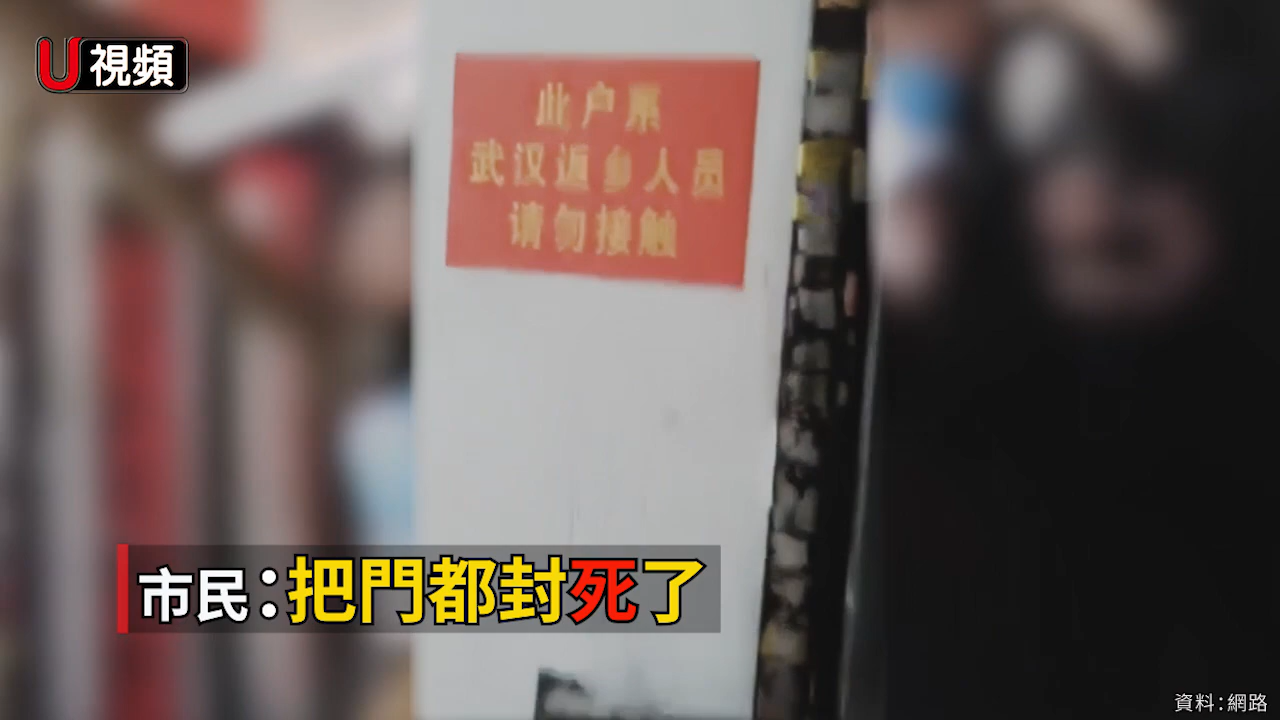 U視頻
此户系
武汉返乡人员
请勿接触
市民：把門都封死了
資料：網路